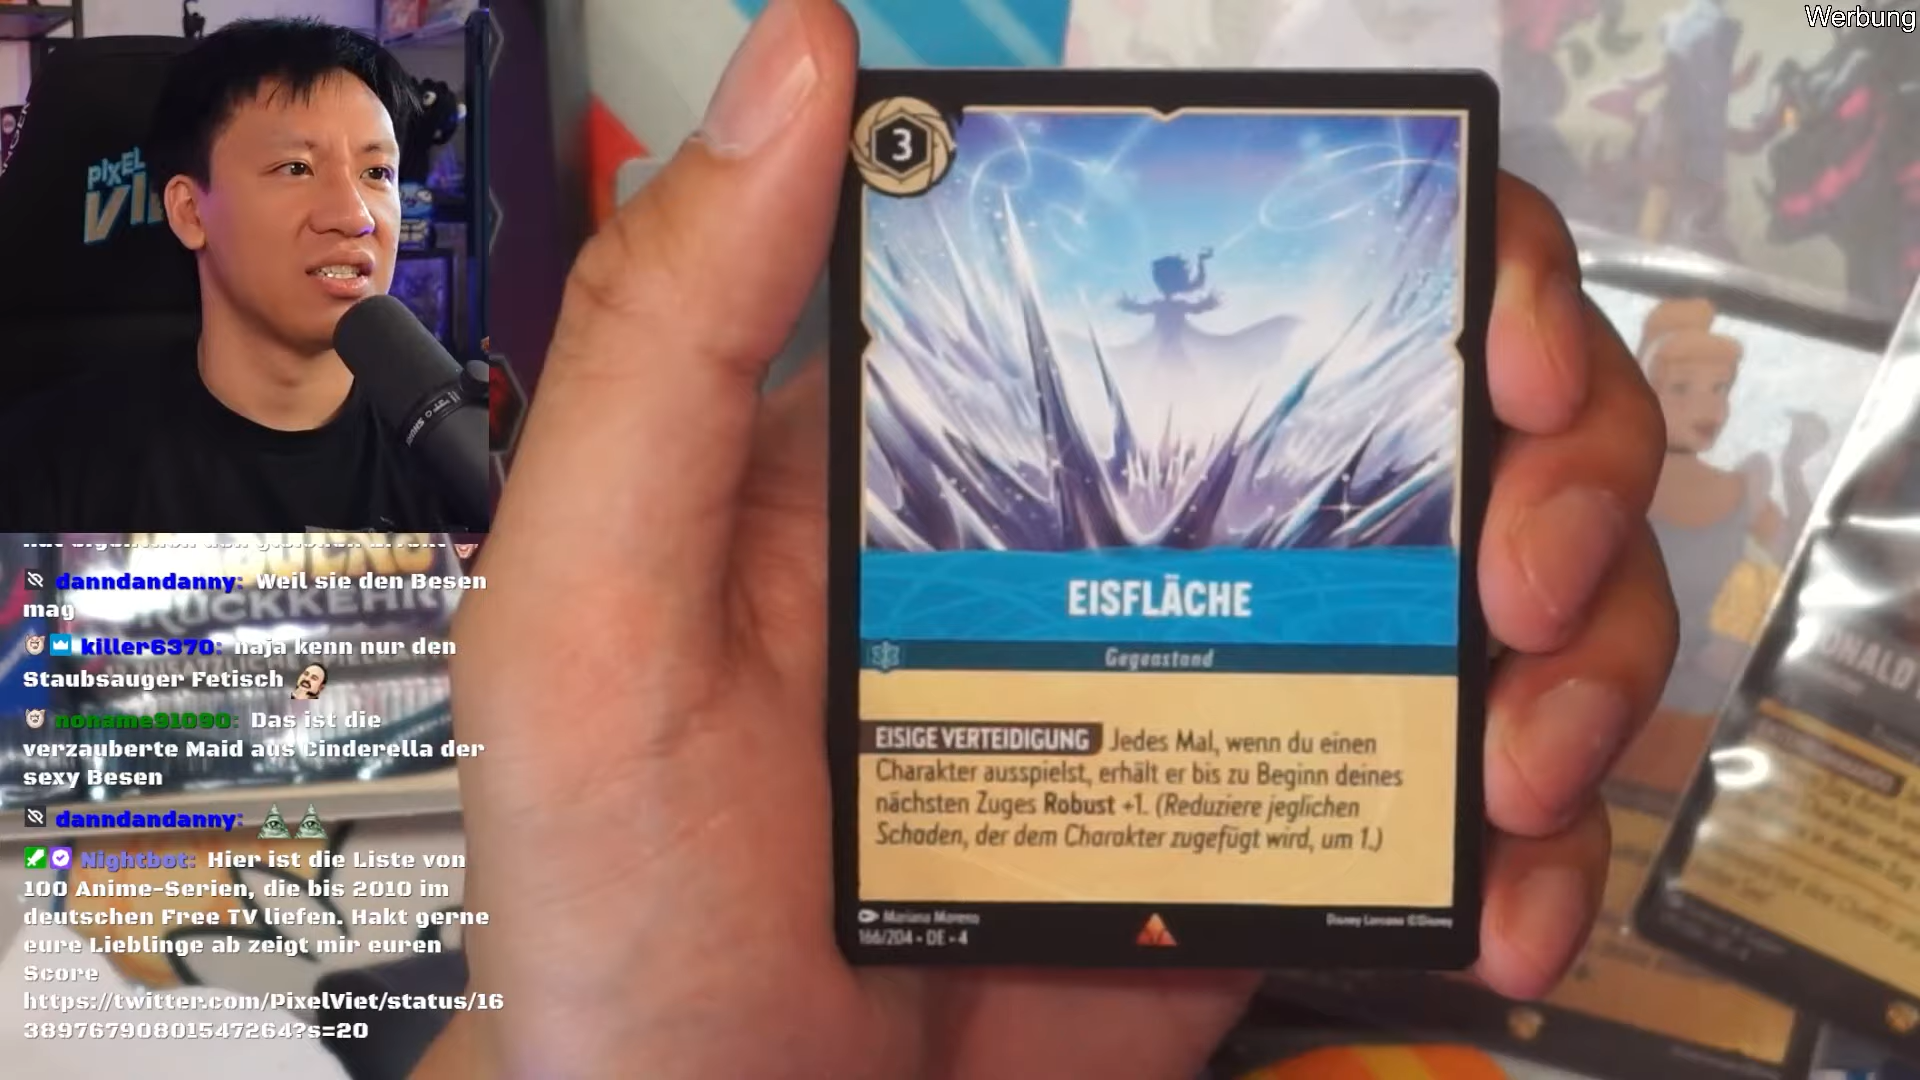 Werbung
PIXEL
3
danndandanny: Weil sie den Besen
mag
killer6370: naja kenn nur den
Staubsauger Fetisch
noname91090: Das ist die
verzauberte Maid aus Cinderella der
sexy Besen
danndandanny:
Nightbot: Hier ist die Liste von
100 Anime-Serien, die bis 2010 im
deutschen Free TV liefen. Hakt gerne
eure Lieblinge ab zeigt mir euren
Score
https://twitter.com/PixelViet/status/16
38976790801547264?s=20
EISFLÄCHE
Gegenstand
EISIGE VERTEIDIGUNG Jedes Mal, wenn du einen
Charakter ausspielst, erhält er bis zu Beginn deines
nächsten Zuges Robust +1. (Reduziere jeglichen
Schaden, der dem Charakter zugefügt wird, um 1.)
Mariana Moreno
166/204 • DE • 4
Disney Lorcana ©Disney